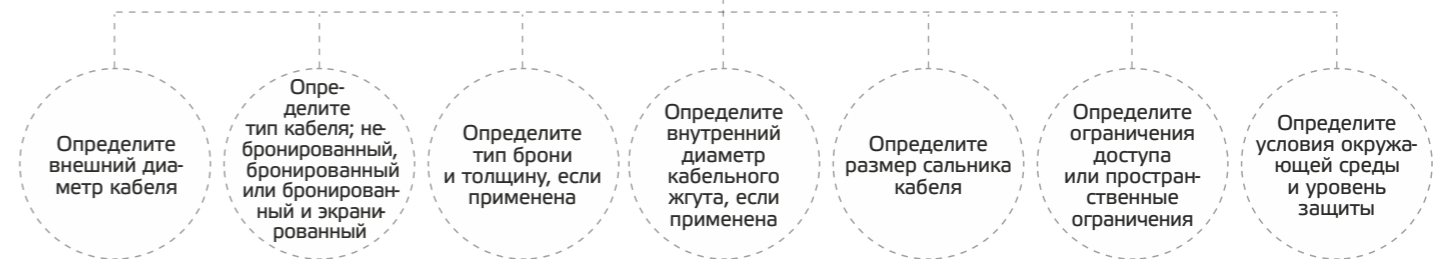 Определите
внешний диа-
метр кабеля
Опре-
делите
тип кабеля; не-
бронированный,
бронированный
или бронирован-
ный и экрани-
рованный
Определите
тип брони
и толщину, если
применена
Определите
внутренний
диаметр
кабельного
жгута, если
применена
Определите
размер сальника
кабеля
Определите
ограничения
доступа
или простран-
ственные
ограничения
Определите
условия окружа-
ющей среды
и уровень
защиты